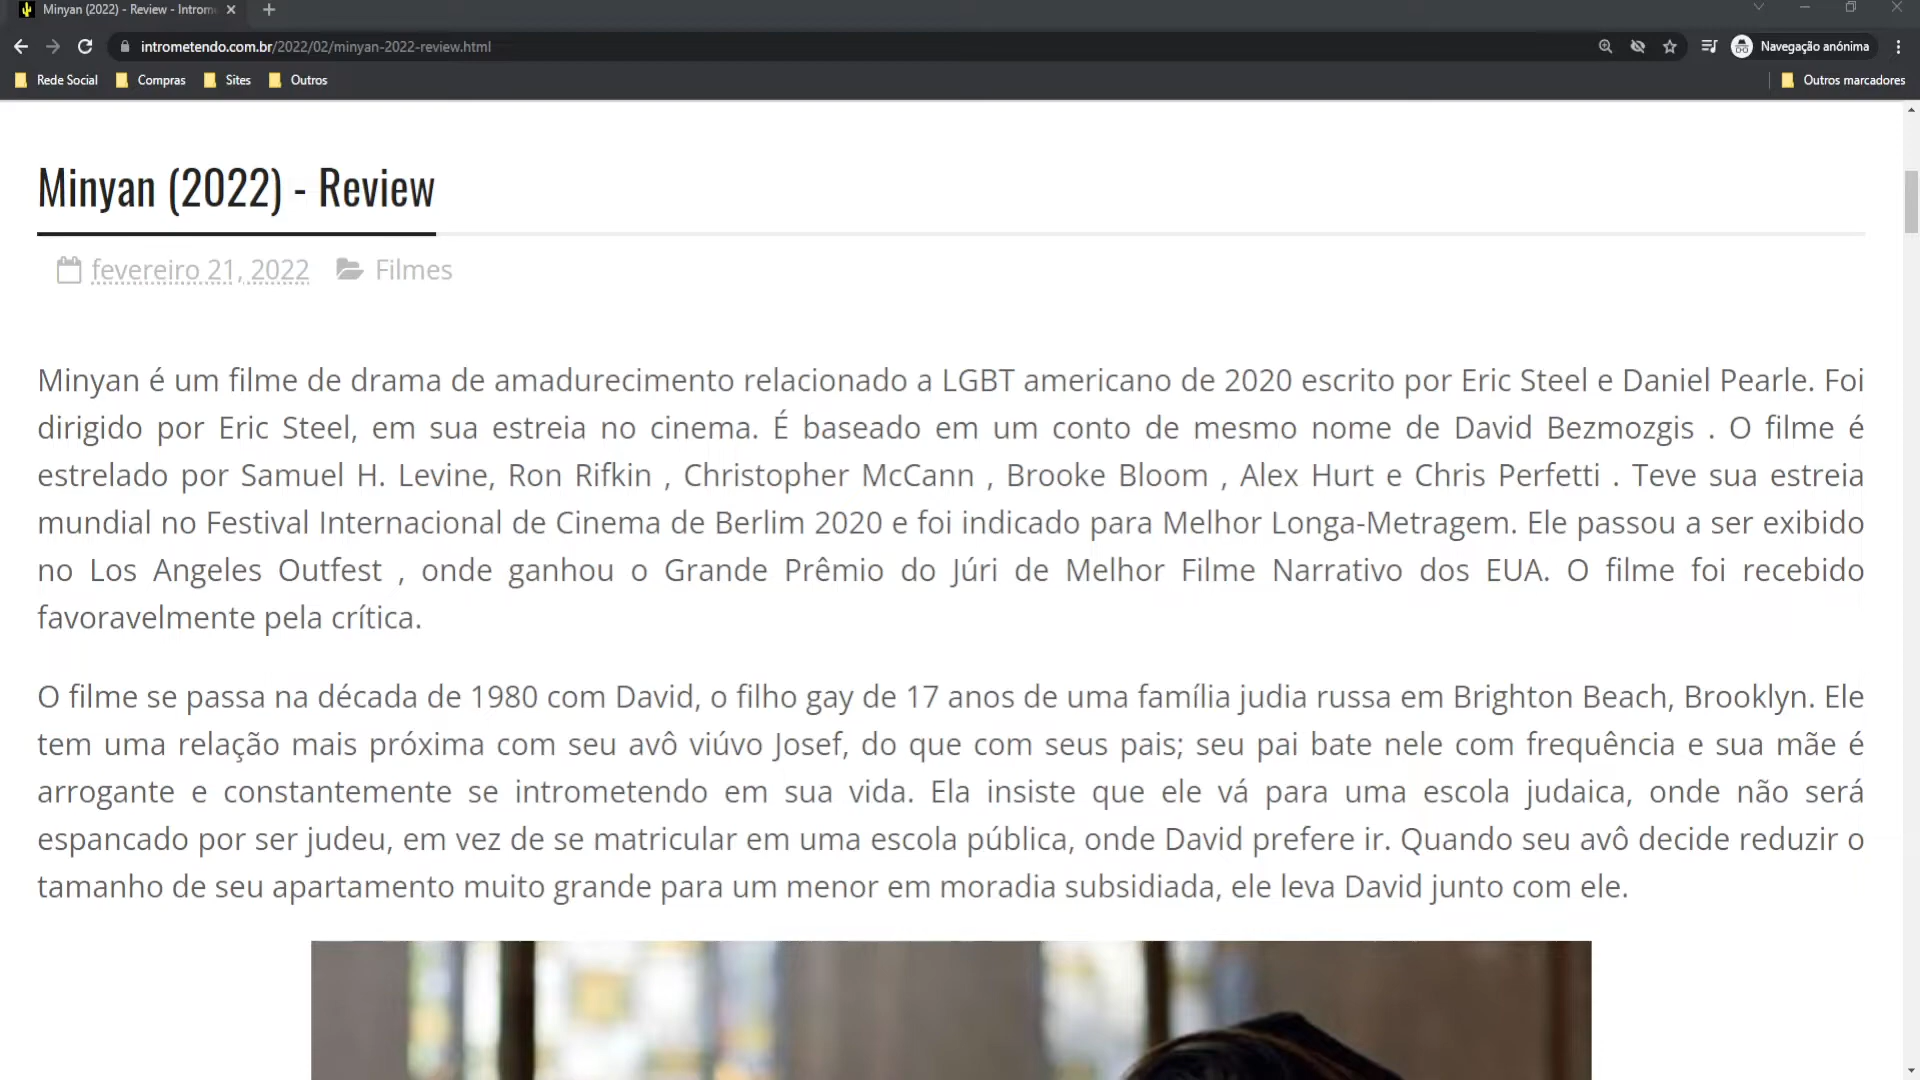 Minyan (2022) - Review - Introm
intrometendo.com.br/2022/02/minyan-2022-review.html
Navegação anónima
Rede Social
Compras
Sites
Outros
Outros marcadores
Minyan (2022) - Review
fevereiro 21, 2022 Filmes
Minyan é um filme de drama de amadurecimento relacionado a LGBT americano de 2020 escrito por Eric Steel e Daniel Pearle. Foi
dirigido por Eric Steel, em sua estreia no cinema. É baseado em um conto de mesmo nome de David Bezmozgis . O filme é
estrelado por Samuel H. Levine, Ron Rifkin , Christopher McCann , Brooke Bloom , Alex Hurt e Chris Perfetti . Teve sua estreia
mundial no Festival Internacional de Cinema de Berlim 2020 e foi indicado para Melhor Longa-Metragem. Ele passou a ser exibido
no Los Angeles Outfest , onde ganhou o Grande Prêmio do Júri de Melhor Filme Narrativo dos EUA. O filme foi recebido
favoravelmente pela crítica.
O filme se passa na década de 1980 com David, o filho gay de 17 anos de uma família judia russa em Brighton Beach, Brooklyn. Ele
tem uma relação mais próxima com seu avô viúvo Josef, do que com seus pais; seu pai bate nele com frequência e sua mãe é
arrogante e constantemente se intrometendo em sua vida. Ela insiste que ele vá para uma escola judaica, onde não será
espancado por ser judeu, em vez de se matricular em uma escola pública, onde David prefere ir. Quando seu avô decide reduzir o
tamanho de seu apartamento muito grande para um menor em moradia subsidiada, ele leva David junto com ele.